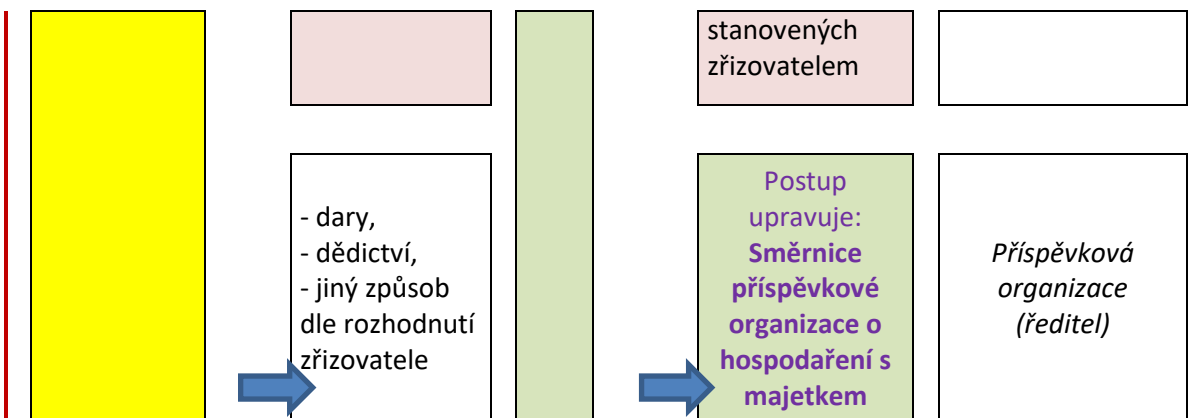 stanovených
zřizovatelem
- dary,
- dědictví,
- jiný způsob
dle rozhodnutí
zřizovatele
Postup
upravuje:
Směrnice
příspěvkové
organizace o
hospodaření s
majetkem
Příspěvková
organizace
(ředitel)